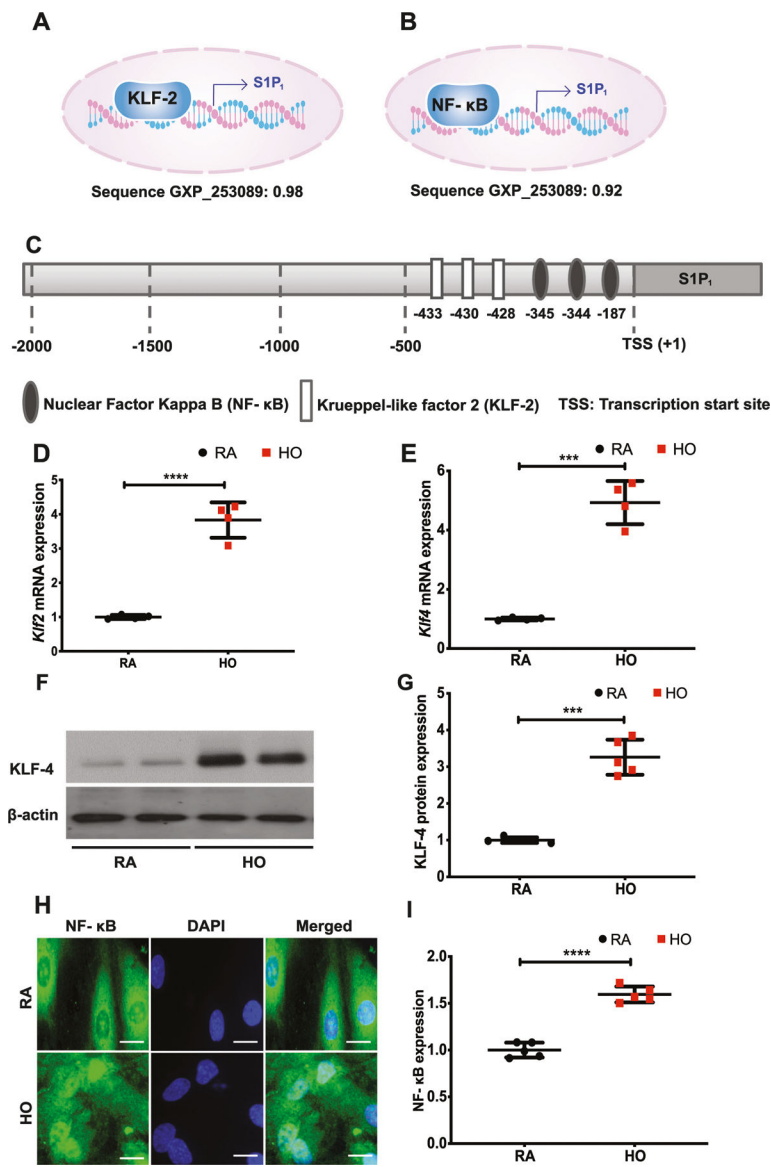 A
B
KLF-2
S1P1
NF- κB
S1P1
Sequence GXP_253089: 0.98
Sequence GXP_253089: 0.92
C
S1P1
-433 -430 -428 -345 -344 -187
-2000 -1500 -1000 -500 TSS (+1)
Nuclear Factor Kappa B (NF- κB) Krueppel-like factor 2 (KLF-2) TSS: Transcription start site
D
RA HO
****
Klf2 mRNA expression
5
4
3
2
1
0
RA HO
E
RA HO
***
Klf4 mRNA expression
6
4
2
0
RA HO
F
KLF-4
β-actin
RA HO
G
RA HO
***
KLF-4 protein expression
5
4
3
2
1
0
RA HO
H
NF- κB DAPI Merged
RA
HO
I
RA HO
****
NF- κB expression
2.0
1.5
1.0
0.5
0.0
RA HO